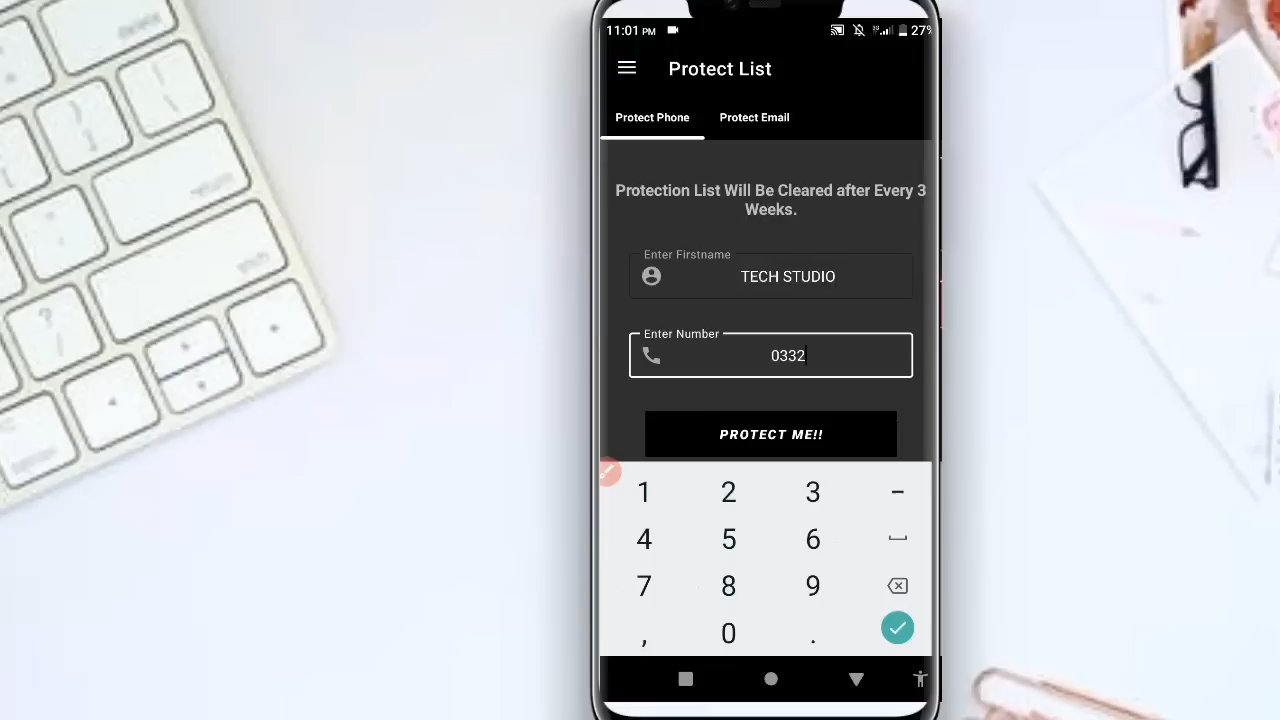 11:01 PM
27%
Protect List
Protect Phone
Protect Email
Protection List Will Be Cleared after Every 3
Weeks.
Enter Firstname
TECH STUDIO
Enter Number
0332
PROTECT ME!!
1 2 3 -
4 5 6
7 8 9
, 0 .